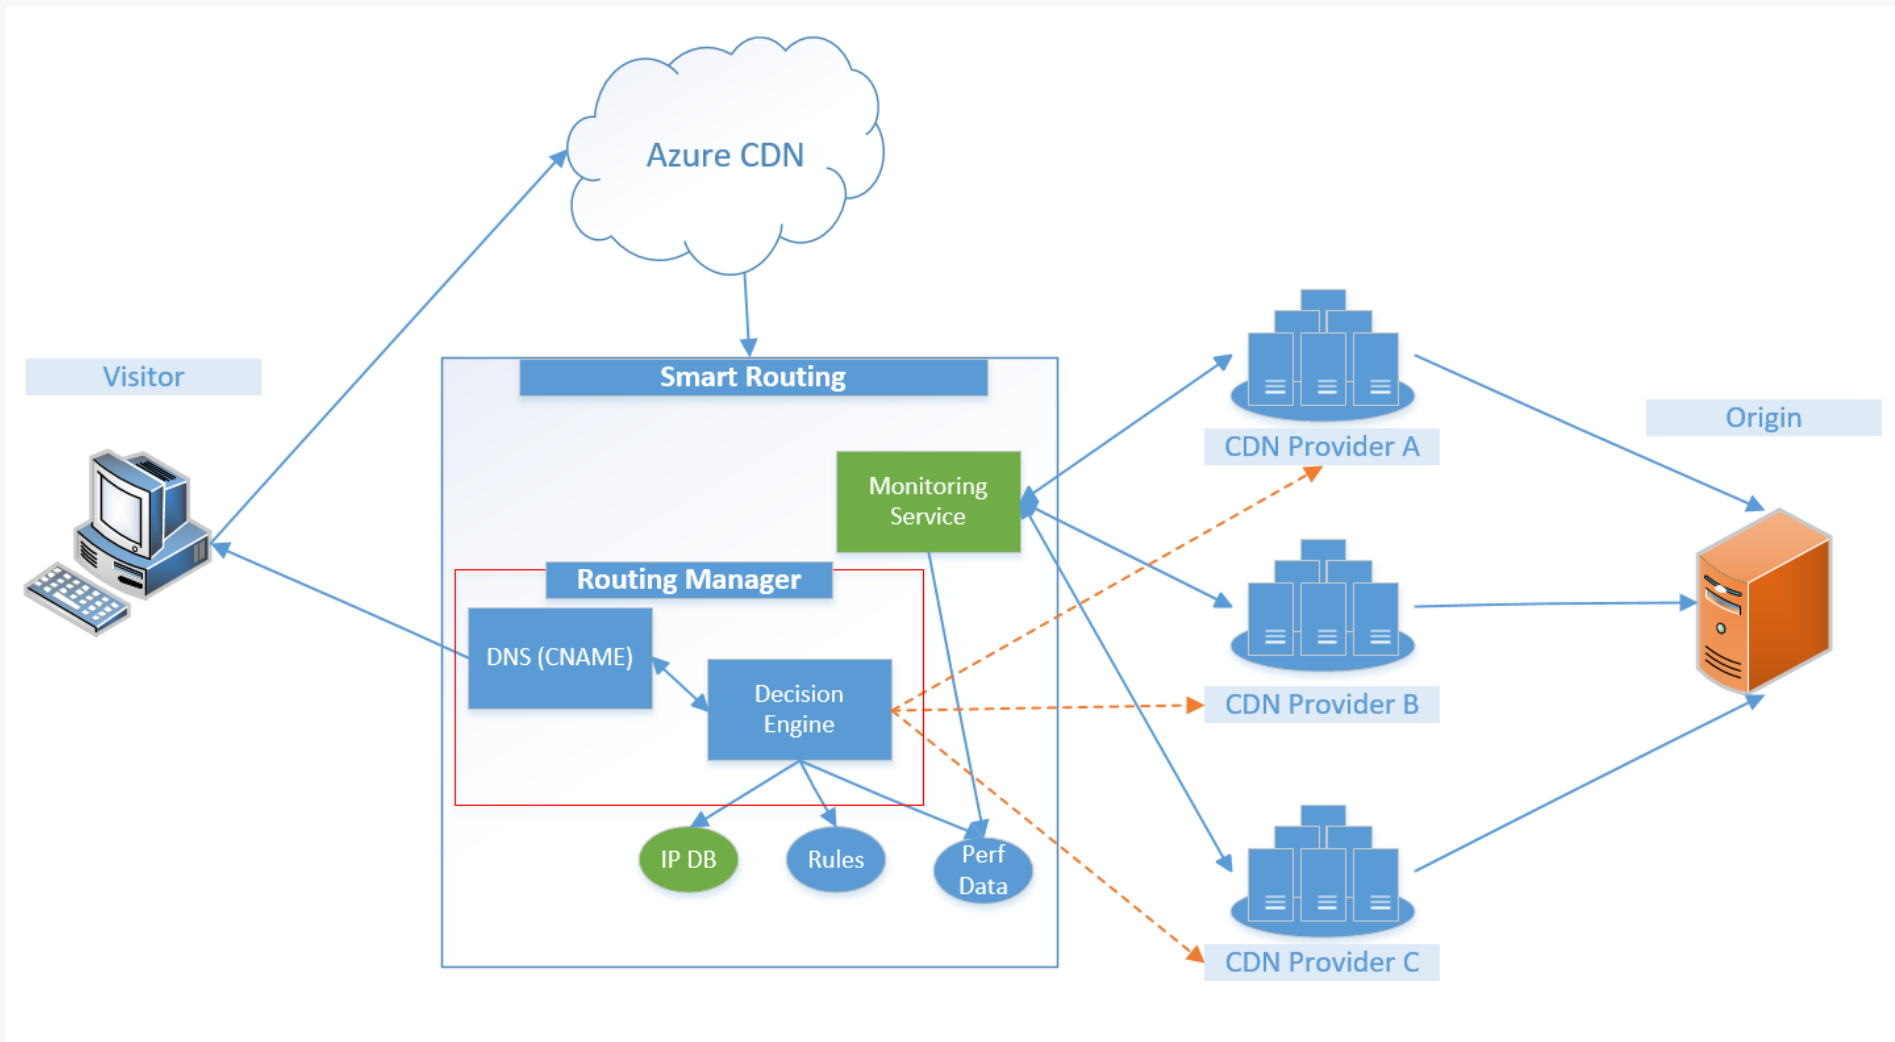 Azure CDN
Visitor
Smart Routing
Origin
CDN Provider A
Monitoring
Service
Routing Manager
DNS (CNAME)
Decision
Engine
CDN Provider B
IP DB
Rules
Perf
Data
CDN Provider C